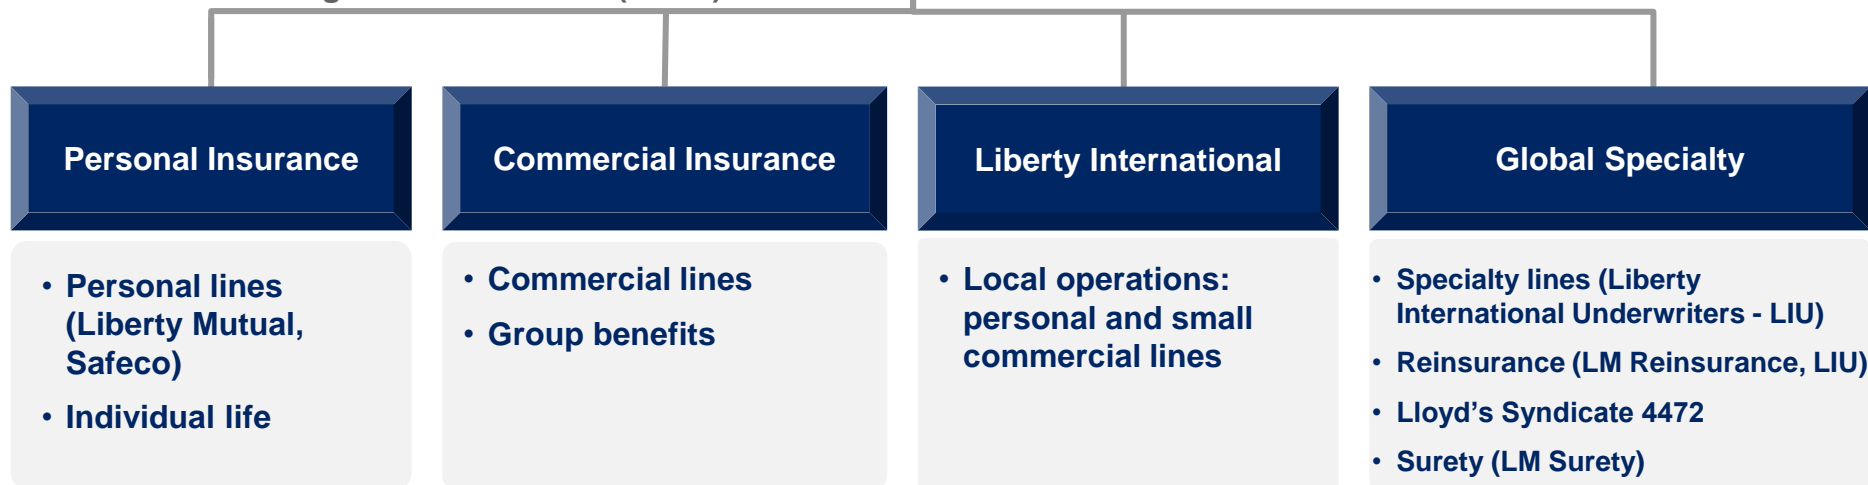 Personal Insurance
Commercial Insurance
Liberty International
Global Specialty
• Personal lines
(Liberty Mutual,
Safeco)
• Individual life
• Commercial lines
• Group benefits
• Local operations:
personal and small
commercial lines
• Specialty lines (Liberty
International Underwriters - LIU)
• Reinsurance (LM Reinsurance, LIU)
• Lloyd’s Syndicate 4472
• Surety (LM Surety)